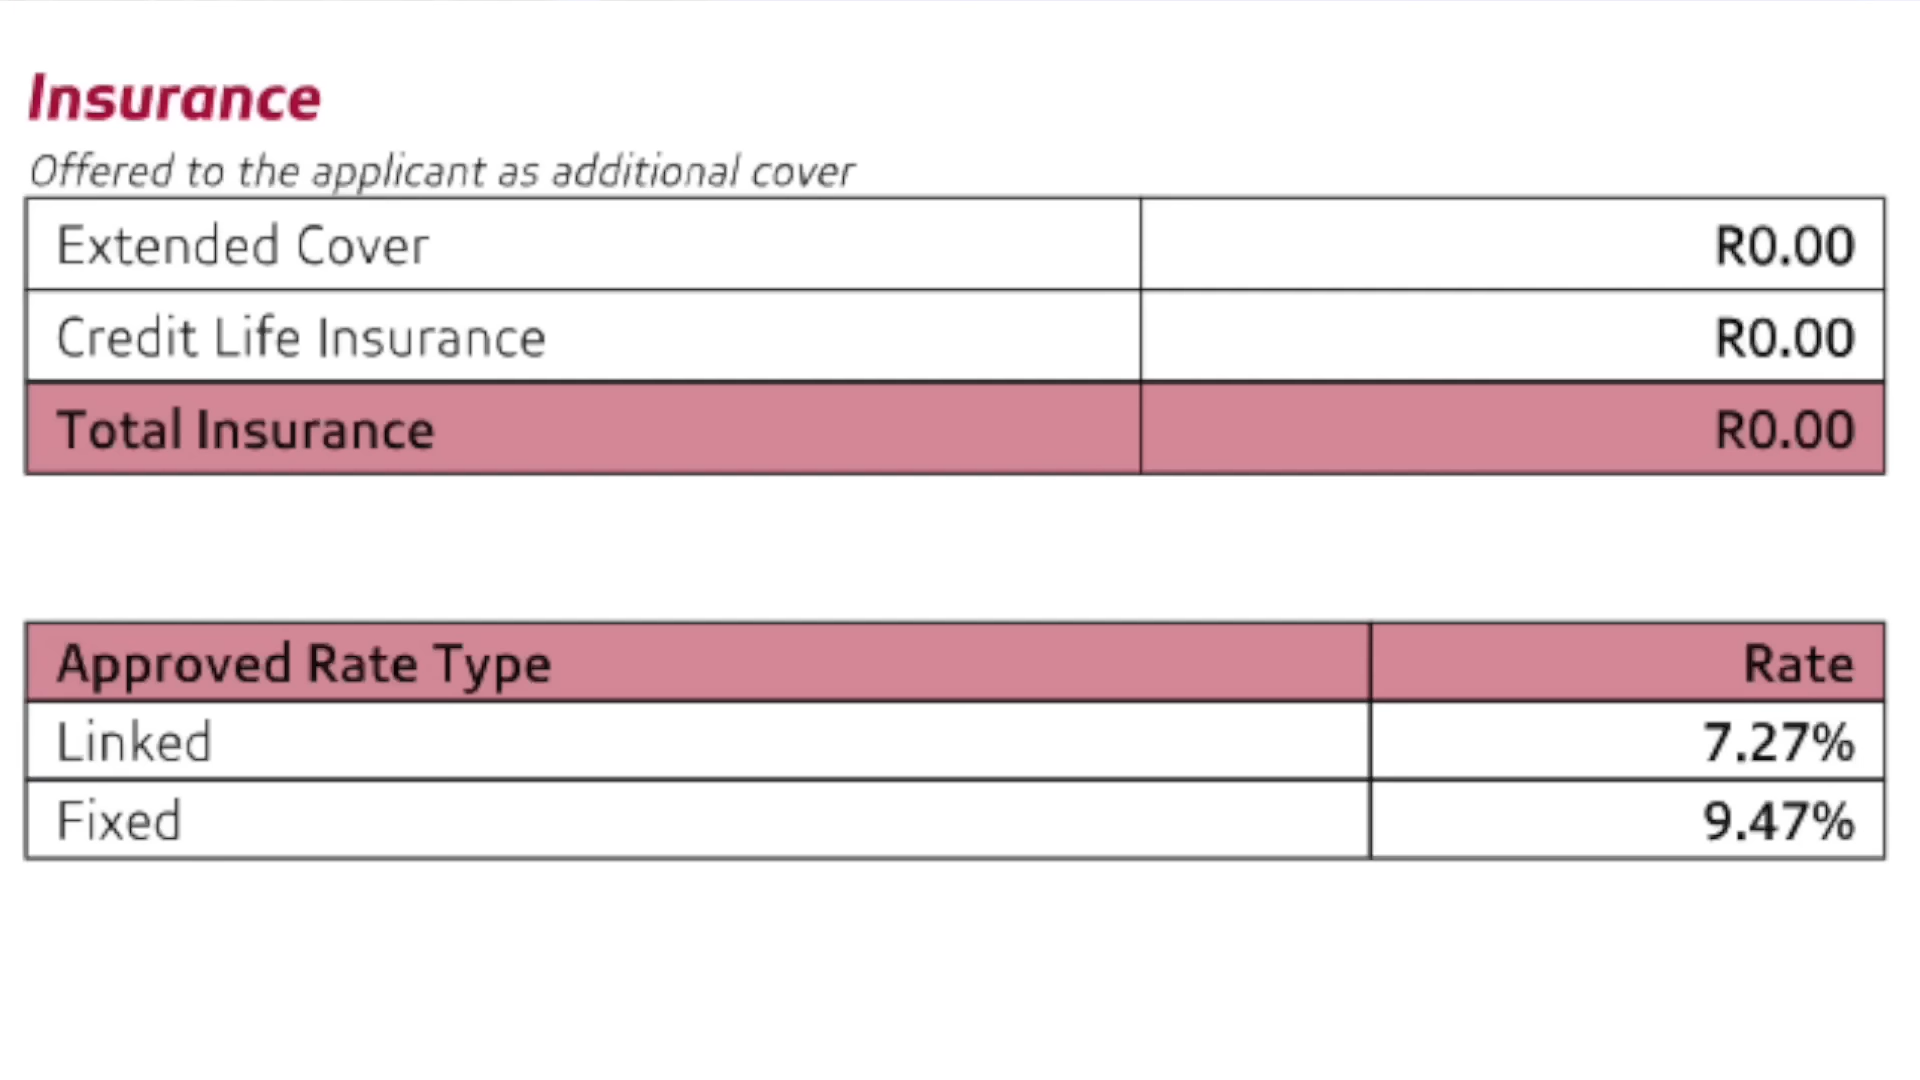 Insurance
Offered to the applicant as additional cover
Extended Cover R0.00
Credit Life Insurance R0.00
Total Insurance R0.00
Approved Rate Type Rate
Linked 7.27%
Fixed 9.47%